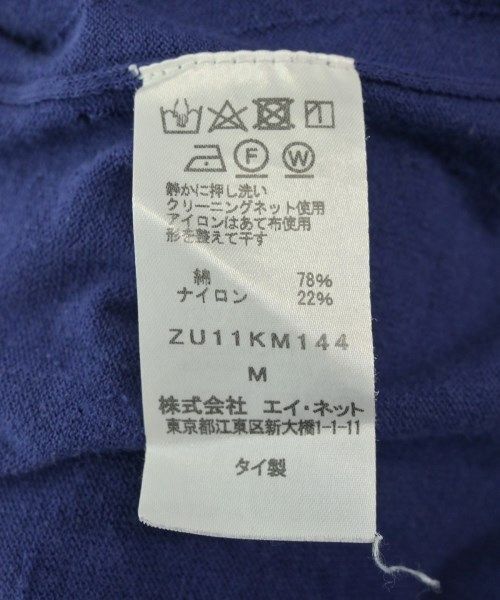 F W
静かに押し洗い
クリーニングネット使用
アイロンはあて布使用
形を整えて干す
綿 78%
ナイロン 22%
ZU11KM144
M
株式会社 エイ・ネット
東京都江東区新大橋1-1-11
タイ製